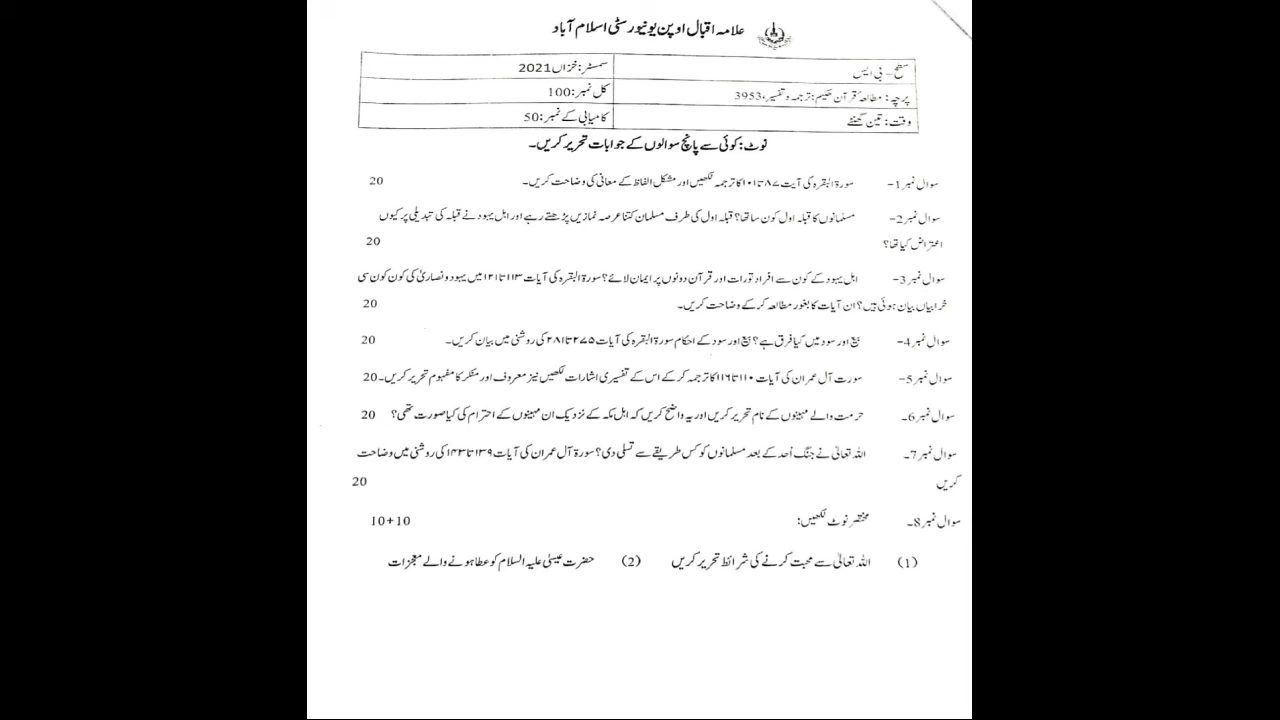 علامہ اقبال اوپن یونیورسٹی اسلام آباد
سطح – بی ایس سمسٹر: خزاں 2021
پرچہ: مطالعہ قرآن حکیم: ترجمہ و تفسیر، 3953 کل نمبر: 100
وقت: تین گھنٹے کامیابی کے نمبر: 50
نوٹ: کوئی سے پانچ سوالوں کے جوابات تحریر کریں۔
سوال نمبر 1- سورۃ البقرہ کی آیت ۸۷ تا ۱۰۱ کا ترجمہ لکھیں اور مشکل الفاظ کے معانی کی وضاحت کریں۔ 20
سوال نمبر 2- مسلمانوں کا قبلہ اول کون سا تھا؟ قبلہ اول کی طرف مسلمان کتنا عرصہ نمازیں پڑھتے رہے اور اہل یہود نے قبلہ کی تبدیلی پر کیوں
اعتراض کیا تھا؟ 20
سوال نمبر 3- اہل یہود کے کون سے افراد تورات اور قرآن دونوں پر ایمان لائے؟ سورۃ البقرہ کی آیات ۱۱۳ تا ۱۲۱ میں یہود و نصاریٰ کی کون کون سی
خرابیاں بیان ہوئی ہیں؟ ان آیات کا بغور مطالعہ کر کے وضاحت کریں۔ 20
سوال نمبر 4- بیع اور سود میں کیا فرق ہے؟ بیع اور سود کے احکام سورۃ البقرہ کی آیات ۲۷۵ تا ۲۸۱ کی روشنی میں بیان کریں۔ 20
سوال نمبر 5- سورت آل عمران کی آیات ۱۱۰ تا ۱۱۶ کا ترجمہ کر کے اس کے تفسیری اشارات لکھیں نیز معروف اور منکر کا مفہوم تحریر کریں۔ 20
سوال نمبر 6۔ حرمت والے مہینوں کے نام تحریر کریں اور یہ واضح کریں کہ اہل مکہ کے نزدیک ان مہینوں کے احترام کی کیا صورت تھی؟ 20
سوال نمبر 7۔ اللہ تعالیٰ نے جنگ اُحد کے بعد مسلمانوں کو کس طریقے سے تسلی دی؟ سورۃ آل عمران کی آیات ۱۳۹ تا ۱۴۳ کی روشنی میں وضاحت
کریں 20
سوال نمبر 8۔ مختصر نوٹ لکھیں: 10+10
(1) اللہ تعالیٰ سے محبت کرنے کی شرائط تحریر کریں (2) حضرت عیسیٰ علیہ السلام کو عطا ہونے والے معجزات